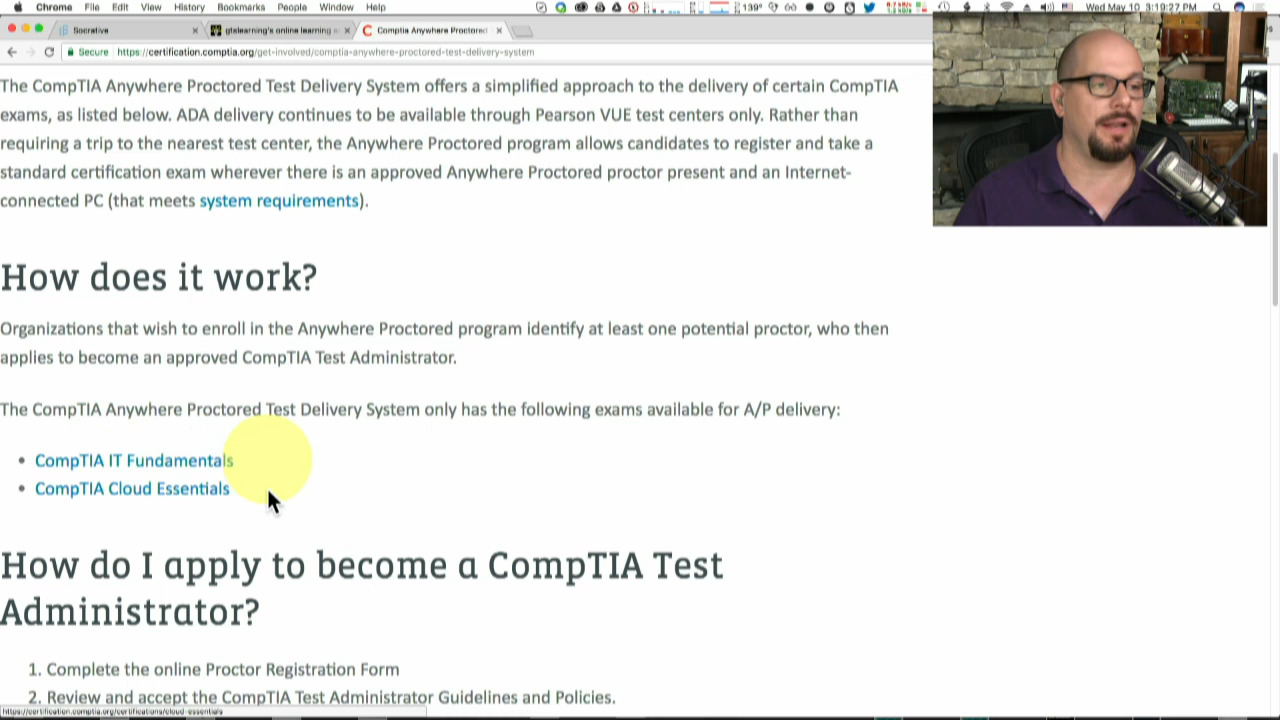 Chrome File Edit View History Bookmarks People Window Help 139° Wed May 10 3:19:27 PM
Socrative
gtslearning's online learning
Comptia Anywhere Proctored
Secure https://certification.comptia.org/get-involved/comptia-anywhere-proctored-test-delivery-system
The CompTIA Anywhere Proctored Test Delivery System offers a simplified approach to the delivery of certain CompTIA
exams, as listed below. ADA delivery continues to be available through Pearson VUE test centers only. Rather than
requiring a trip to the nearest test center, the Anywhere Proctored program allows candidates to register and take a
standard certification exam wherever there is an approved Anywhere Proctored proctor present and an Internet-
connected PC (that meets system requirements).
How does it work?
Organizations that wish to enroll in the Anywhere Proctored program identify at least one potential proctor, who then
applies to become an approved CompTIA Test Administrator.
The CompTIA Anywhere Proctored Test Delivery System only has the following exams available for A/P delivery:
• CompTIA IT Fundamentals
• CompTIA Cloud Essentials
How do I apply to become a CompTIA Test
Administrator?
1. Complete the online Proctor Registration Form
2. Review and accept the CompTIA Test Administrator Guidelines and Policies.
https://certification.comptia.org/certifications/cloud-essentials